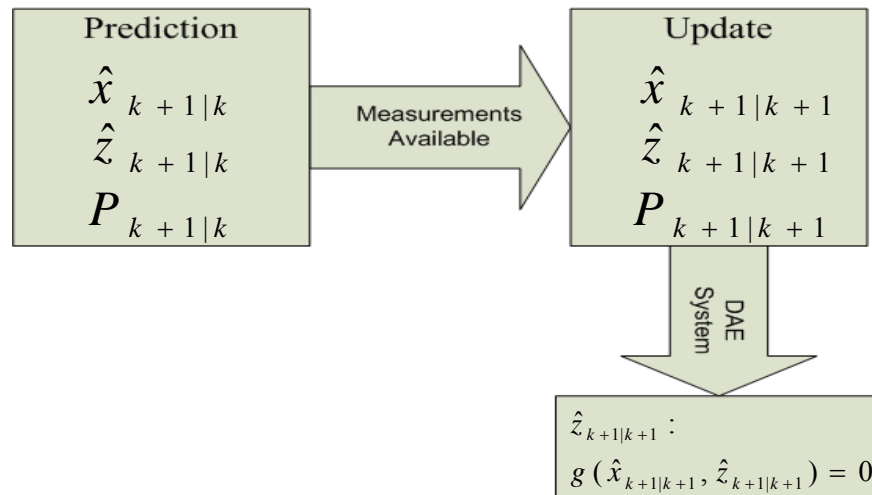 Prediction
x̂ k + 1 | k
ẑ k + 1 | k
P k + 1 | k
Measurements
Available
Update
x̂ k + 1 | k + 1
ẑ k + 1 | k + 1
P k + 1 | k + 1
DAE
System
ẑ k+1|k+1 :
g ( x̂ k+1|k+1 , ẑ k+1|k+1 ) = 0